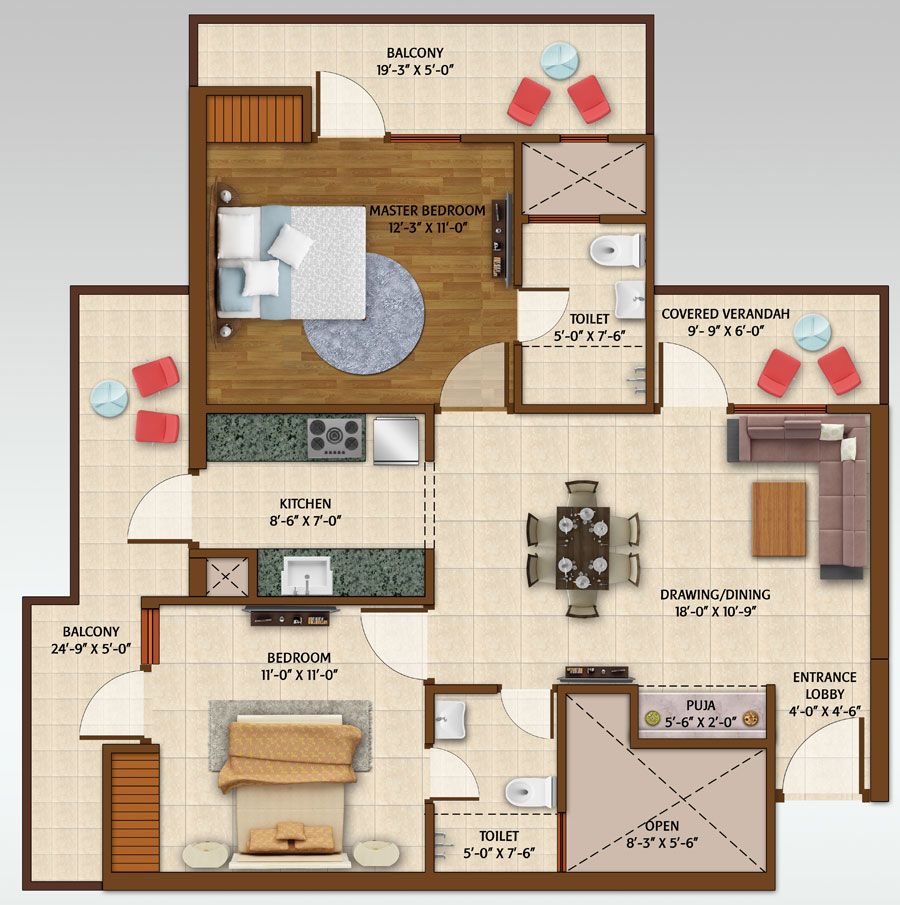 BALCONY
19'-3" X 5'-0"
MASTER BEDROOM
12'-3" X 11'-0"
TOILET
5'-0" X 7'-6"
COVERED VERANDAH
9'- 9" X 6'-0"
KITCHEN
8'-6" X 7'-0"
DRAWING/DINING
18'-0" X 10'-9"
BALCONY
24'-9" X 5'-0"
BEDROOM
11'-0" X 11'-0"
ENTRANCE
LOBBY
4'-0" X 4'-6"
PUJA
5'-6" X 2'-0"
TOILET
5'-0" X 7'-6"
OPEN
8'-3" X 5'-6"